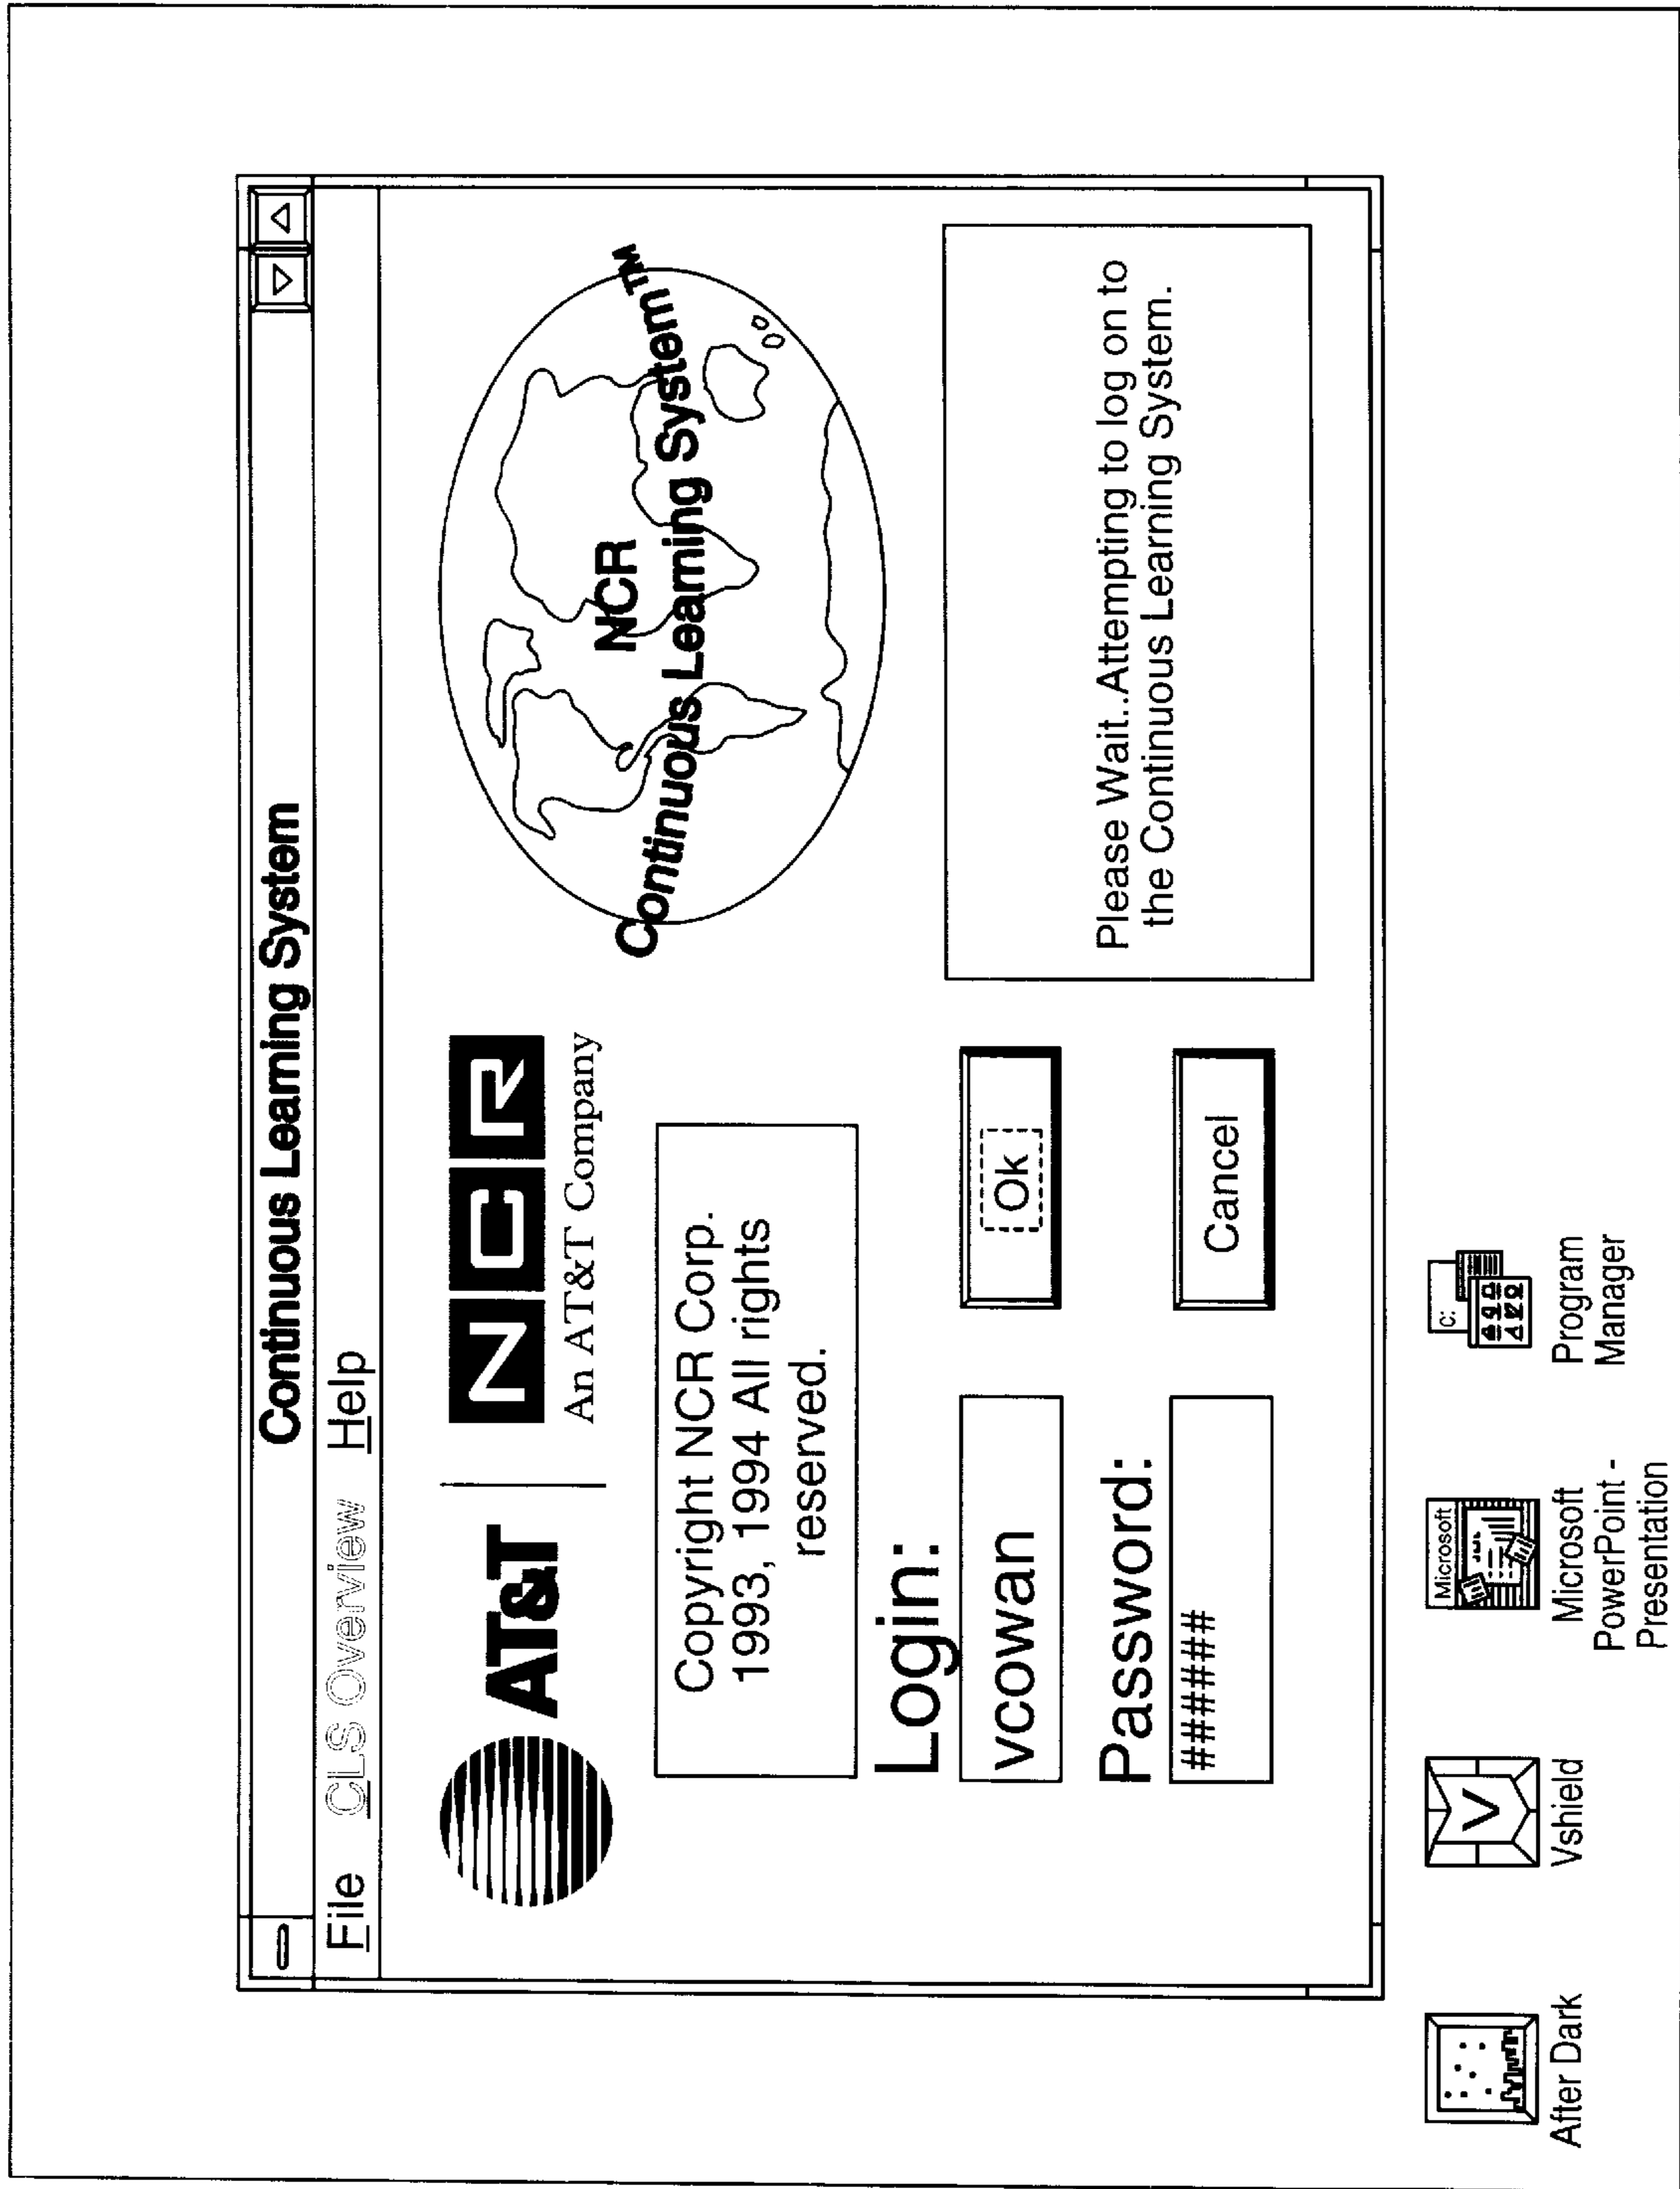 Continuous Learning System
File CLS Overview Help
AT&T
NCR
An AT&T Company
NCR
Continuous Learning System™
Copyright NCR Corp.
1993, 1994 All rights
reserved.
Login:
vcowan
Ok
Password:
######
Cancel
Please Wait..Attempting to log on to
the Continuous Learning System.
After Dark
V
Vshield
Microsoft
Microsoft
PowerPoint -
Presentation
C:
Program
Manager